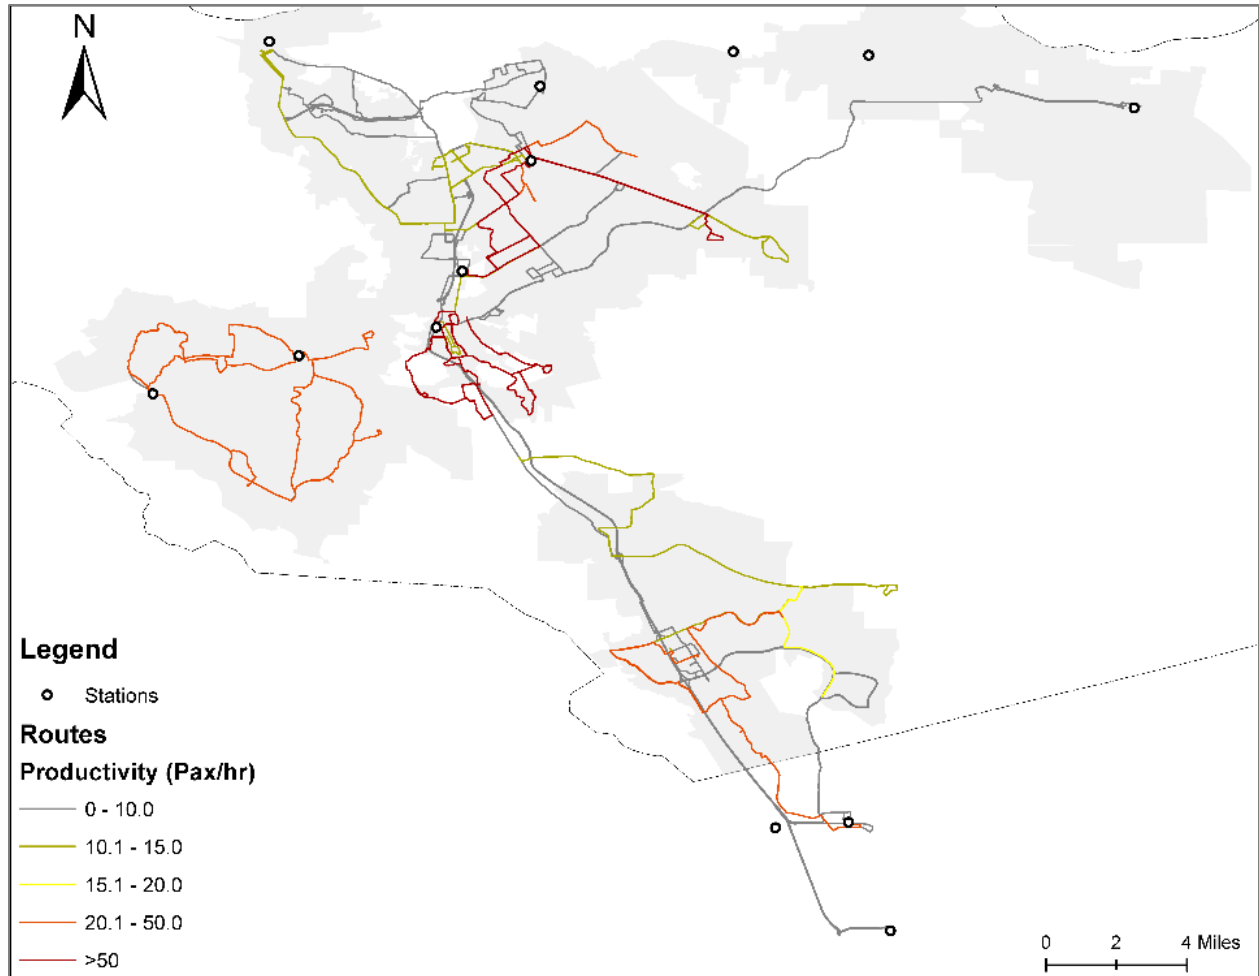 N
Legend
Stations
Routes
Productivity (Pax/hr)
0 - 10.0
10.1 - 15.0
15.1 - 20.0
20.1 - 50.0
>50
0 2 4 Miles